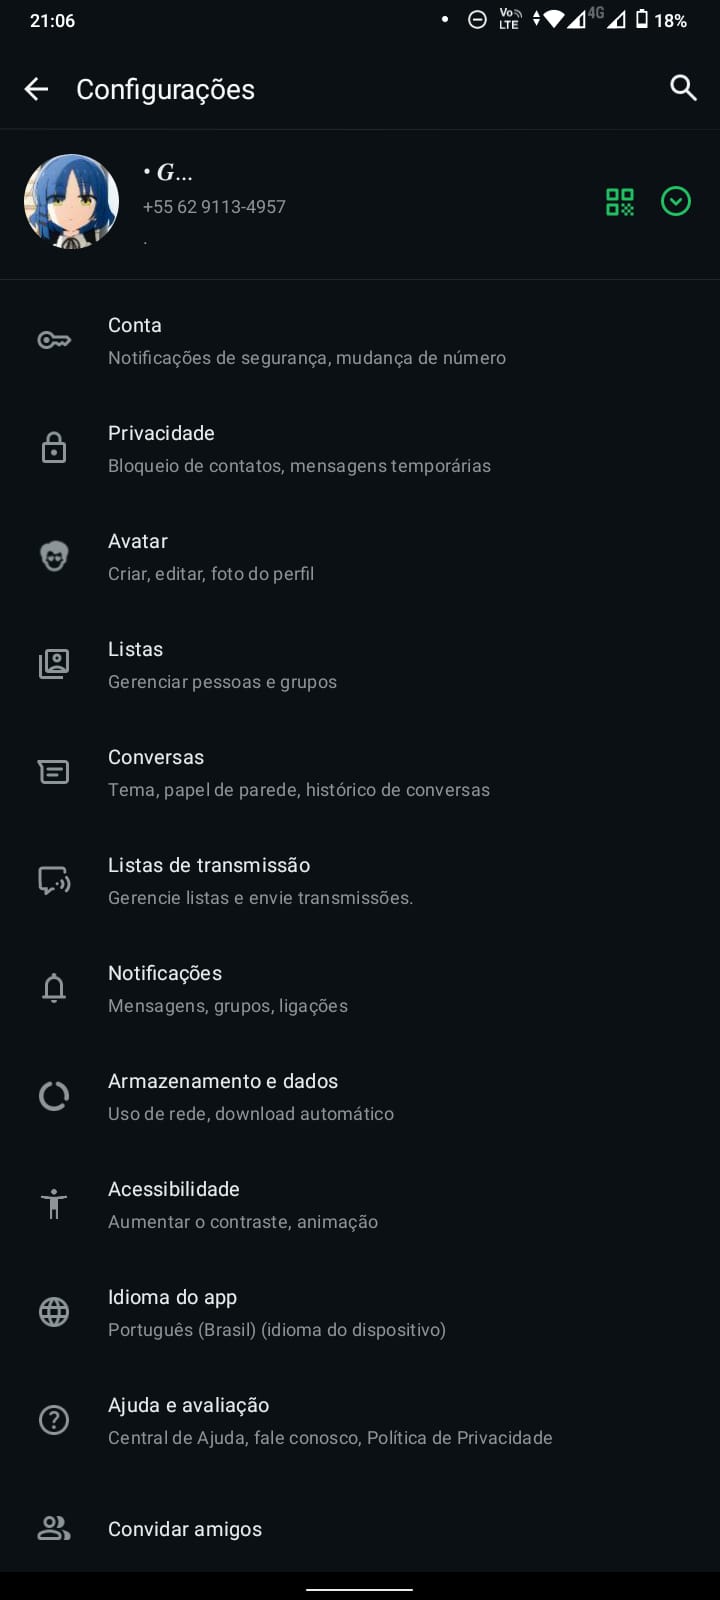 21:06
Vo
LTE
4G
18%
Configurações
• G...
+55 62 9113-4957
.
Conta
Notificações de segurança, mudança de número
Privacidade
Bloqueio de contatos, mensagens temporárias
Avatar
Criar, editar, foto do perfil
Listas
Gerenciar pessoas e grupos
Conversas
Tema, papel de parede, histórico de conversas
Listas de transmissão
Gerencie listas e envie transmissões.
Notificações
Mensagens, grupos, ligações
Armazenamento e dados
Uso de rede, download automático
Acessibilidade
Aumentar o contraste, animação
Idioma do app
Português (Brasil) (idioma do dispositivo)
Ajuda e avaliação
Central de Ajuda, fale conosco, Política de Privacidade
Convidar amigos